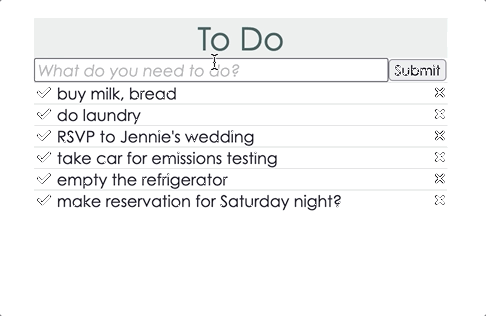 To Do
What do you need to do?
Submit
buy milk, bread
do laundry
RSVP to Jennie's wedding
take car for emissions testing
empty the refrigerator
make reservation for Saturday night?